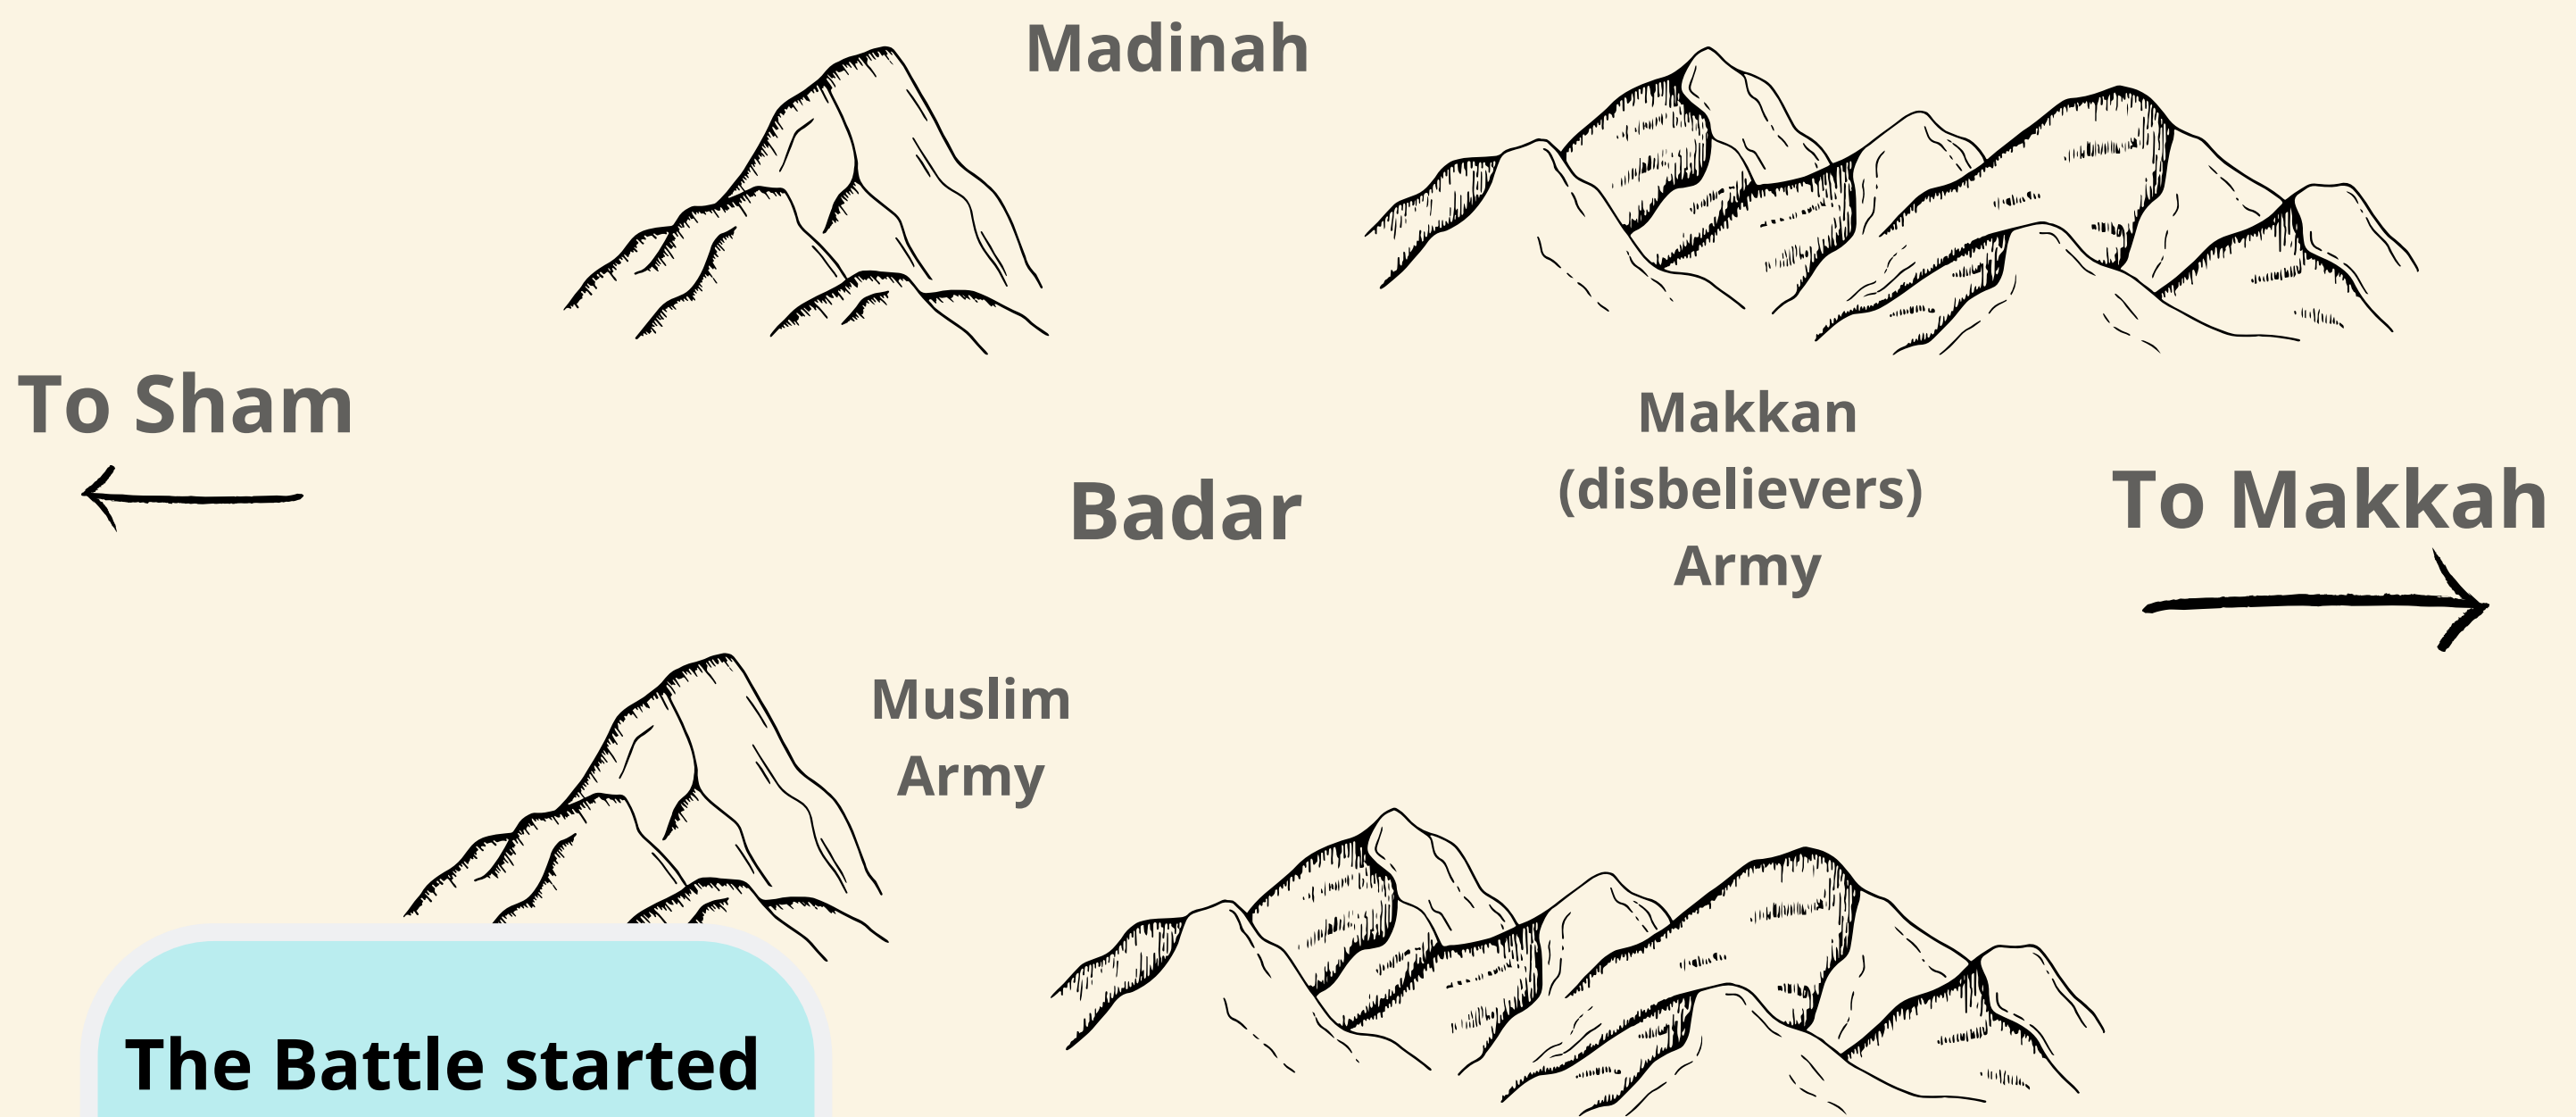 Madinah
To Sham
Makkan
(disbelievers)
Army
To Makkah
Badar
Muslim
Army
The Battle started